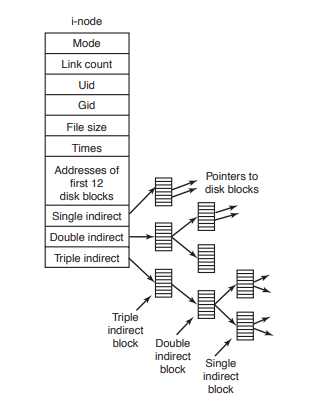 i-node
Mode
Link count
Uid
Gid
File size
Times
Addresses of
first 12
disk blocks
Single indirect
Double indirect
Triple indirect
Pointers to
disk blocks
Triple
indirect
block
Double
indirect
block
Single
indirect
block